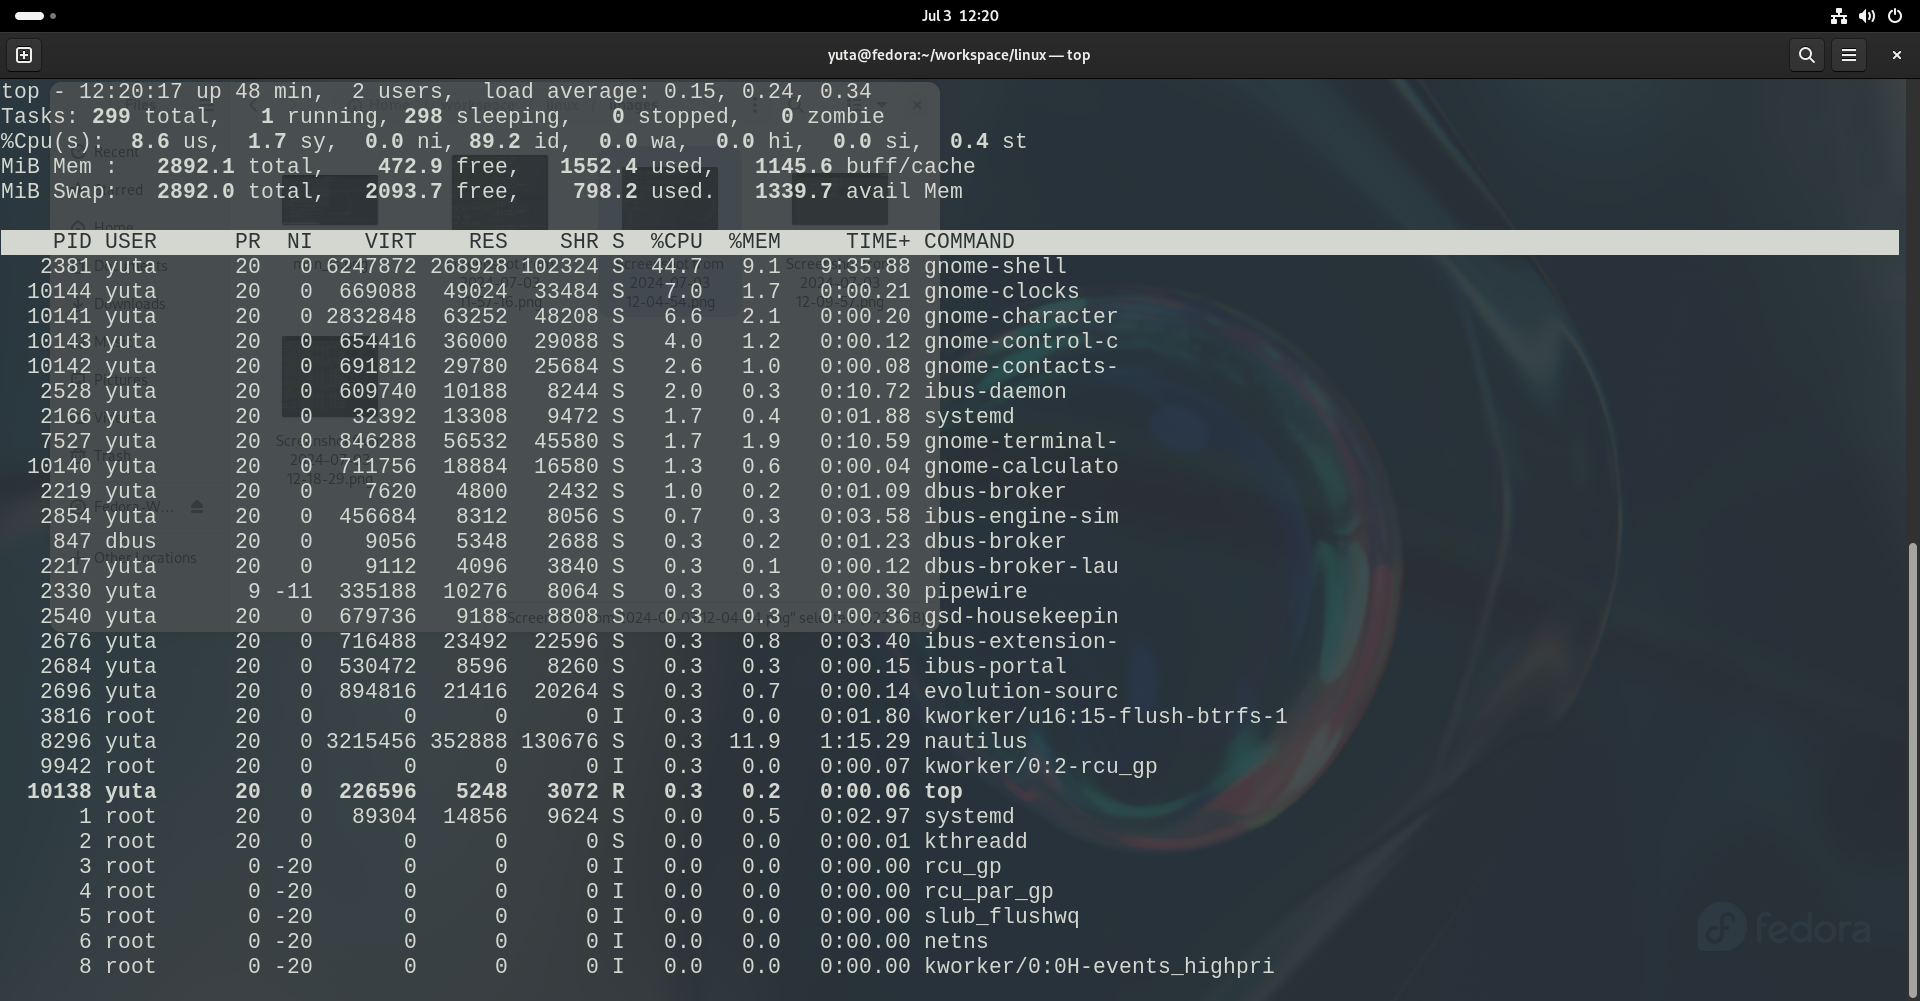 Jul 3 12:20
yuta@fedora:~/workspace/linux — top
top - 12:20:17 up 48 min,  2 users,  load average: 0.15, 0.24, 0.34
Tasks: 299 total,   1 running, 298 sleeping,   0 stopped,   0 zombie
%Cpu(s):  8.6 us,  1.7 sy,  0.0 ni, 89.2 id,  0.0 wa,  0.0 hi,  0.0 si,  0.4 st
MiB Mem :   2892.1 total,    472.9 free,   1552.4 used,   1145.6 buff/cache
MiB Swap:   2892.0 total,   2093.7 free,    798.2 used.   1339.7 avail Mem
PID USER      PR  NI    VIRT    RES    SHR S  %CPU  %MEM     TIME+ COMMAND
2381 yuta      20   0 6247872 268928 102324 S  44.7   9.1   9:35.88 gnome-shell
10144 yuta      20   0  669088  49024  33484 S   7.0   1.7   0:00.21 gnome-clocks
10141 yuta      20   0 2832848  63252  48208 S   6.6   2.1   0:00.20 gnome-character
10143 yuta      20   0  654416  36000  29088 S   4.0   1.2   0:00.12 gnome-control-c
10142 yuta      20   0  691812  29780  25684 S   2.6   1.0   0:00.08 gnome-contacts-
2528 yuta      20   0  609740  10188   8244 S   2.0   0.3   0:10.72 ibus-daemon
2166 yuta      20   0   32392  13308   9472 S   1.7   0.4   0:01.88 systemd
7527 yuta      20   0  846288  56532  45580 S   1.7   1.9   0:10.59 gnome-terminal-
10140 yuta      20   0  711756  18884  16580 S   1.3   0.6   0:00.04 gnome-calculato
2219 yuta      20   0    7620   4800   2432 S   1.0   0.2   0:01.09 dbus-broker
2854 yuta      20   0  456684   8312   8056 S   0.7   0.3   0:03.58 ibus-engine-sim
847 dbus      20   0    9056   5348   2688 S   0.3   0.2   0:01.23 dbus-broker
2217 yuta      20   0    9112   4096   3840 S   0.3   0.1   0:00.12 dbus-broker-lau
2330 yuta       9 -11  335188  10276   8064 S   0.3   0.3   0:00.30 pipewire
2540 yuta      20   0  679736   9188   8808 S   0.3   0.3   0:00.36 gsd-housekeepin
2676 yuta      20   0  716488  23492  22596 S   0.3   0.8   0:03.40 ibus-extension-
2684 yuta      20   0  530472   8596   8260 S   0.3   0.3   0:00.15 ibus-portal
2696 yuta      20   0  894816  21416  20264 S   0.3   0.7   0:00.14 evolution-sourc
3816 root      20   0       0      0      0 I   0.3   0.0   0:01.80 kworker/u16:15-flush-btrfs-1
8296 yuta      20   0 3215456 352888 130676 S   0.3  11.9   1:15.29 nautilus
9942 root      20   0       0      0      0 I   0.3   0.0   0:00.07 kworker/0:2-rcu_gp
10138 yuta      20   0  226596   5248   3072 R   0.3   0.2   0:00.06 top
1 root      20   0   89304  14856   9624 S   0.0   0.5   0:02.97 systemd
2 root      20   0       0      0      0 S   0.0   0.0   0:00.01 kthreadd
3 root       0 -20       0      0      0 I   0.0   0.0   0:00.00 rcu_gp
4 root       0 -20       0      0      0 I   0.0   0.0   0:00.00 rcu_par_gp
5 root       0 -20       0      0      0 I   0.0   0.0   0:00.00 slub_flushwq
6 root       0 -20       0      0      0 I   0.0   0.0   0:00.00 netns
8 root       0 -20       0      0      0 I   0.0   0.0   0:00.00 kworker/0:0H-events_highpri
Recent
Home
Downloads
Pictures
Trash
Other Locations
2024-07-03
12-04-54.png
2024-07-03
12-18-29.png
fedora